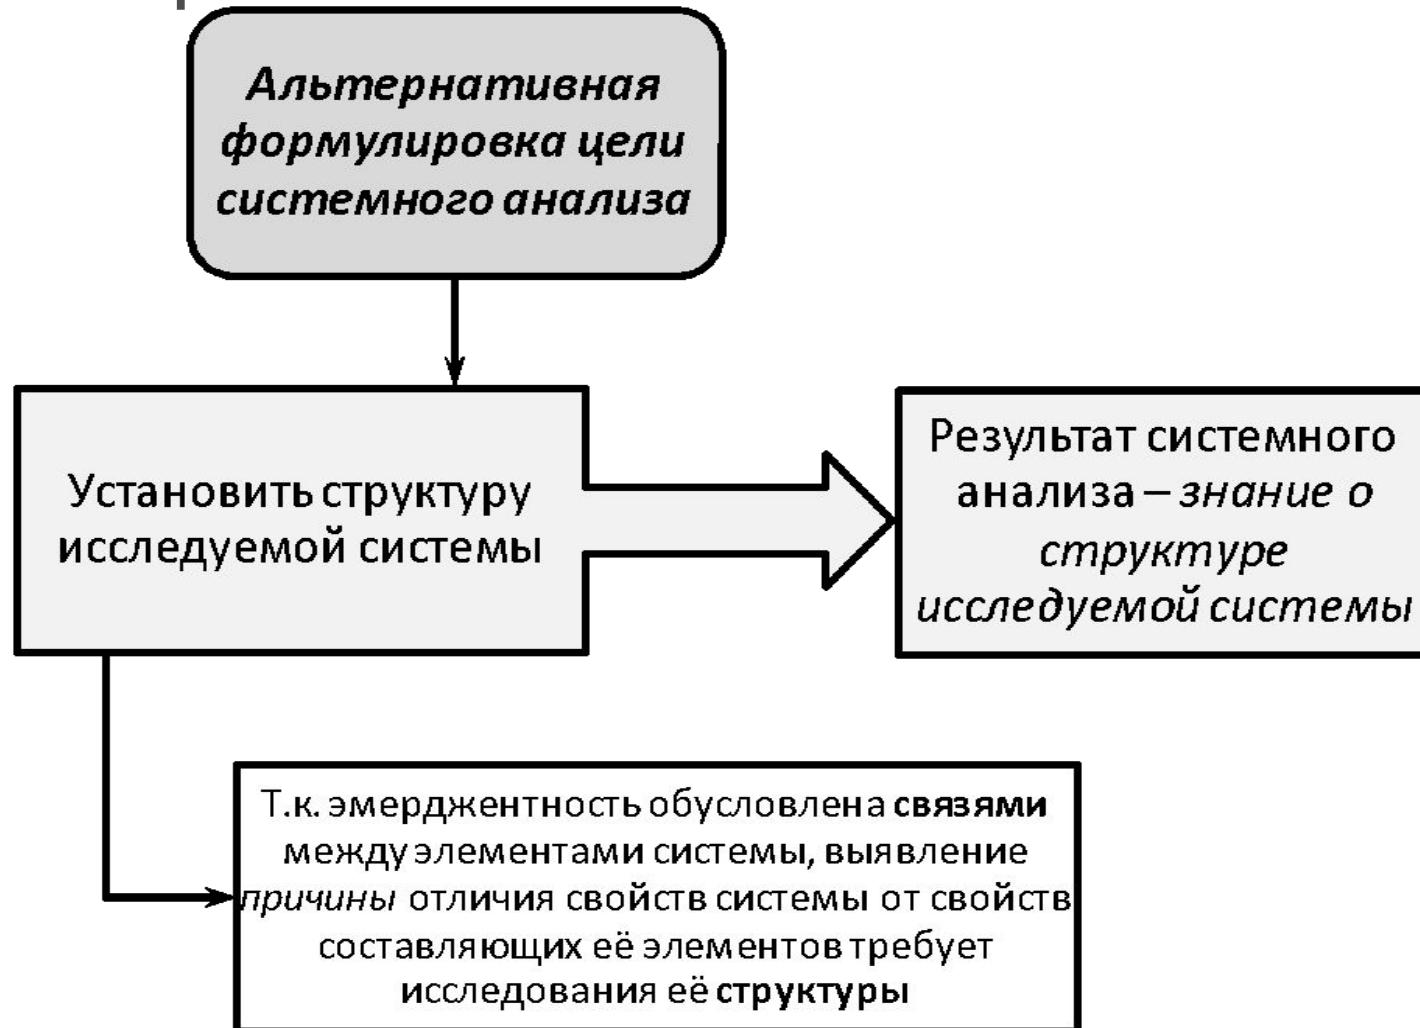 Альтернативная
формулировка цели
системного анализа
Установить структуру
исследуемой системы
Результат системного
анализа – знание о
структуре
исследуемой системы
Т.к. эмерджентность обусловлена связями
между элементами системы, выявление
причины отличия свойств системы от свойств
составляющих её элементов требует
исследования её структуры